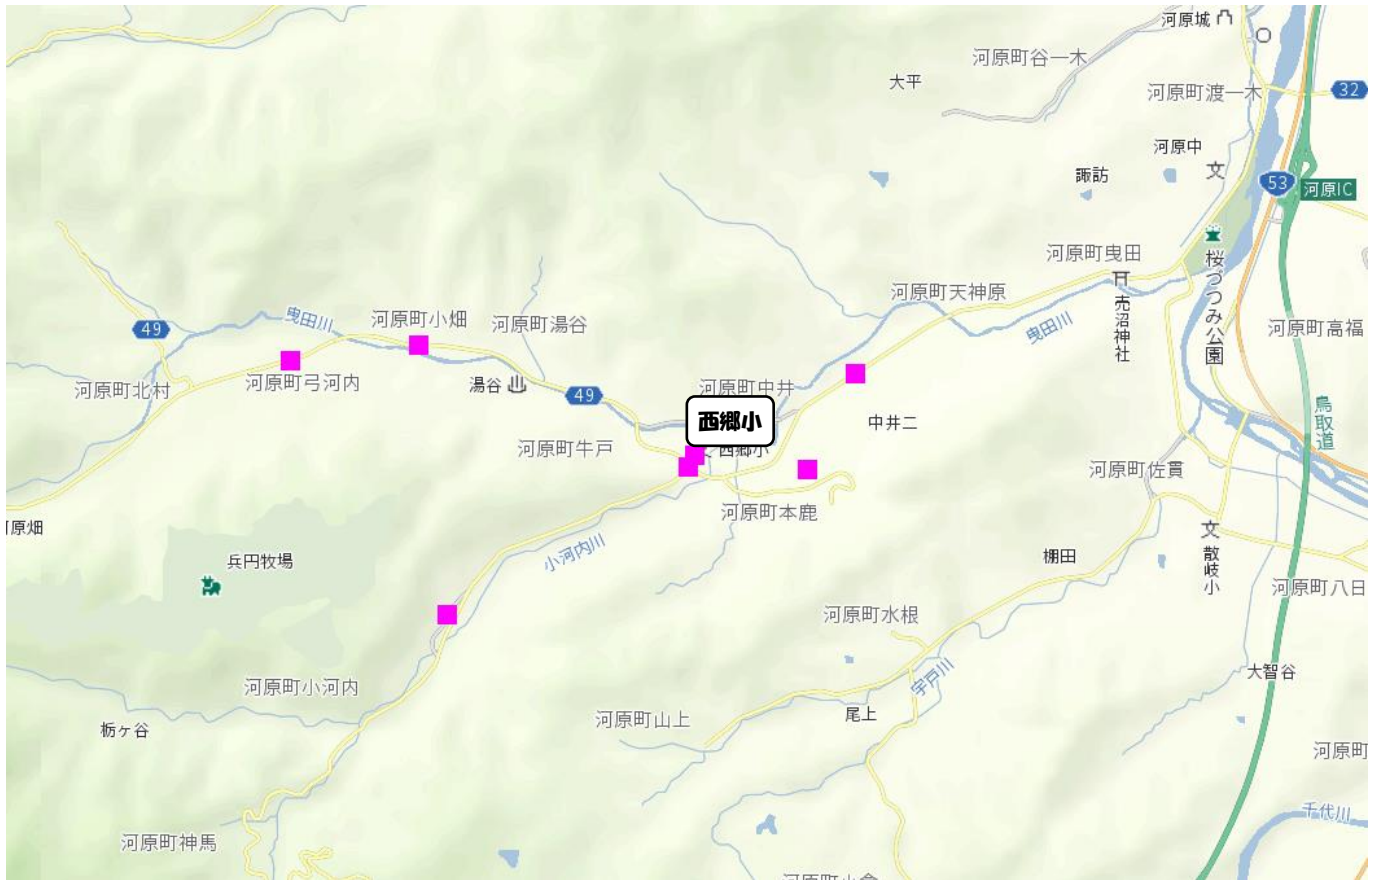 河原城
河原町谷一木
大平
河原町渡一木
32
河原中
文
諏訪
53
河原IC
河原町曳田
桜づつみ公園
河原町天神原
売沼神社
曳田川
河原町高福
49
曳田川
河原町小畑
河原町湯谷
河原町弓河内
河原町北村
湯谷
49
河原町中井
西郷小
中井二
鳥取道
河原町牛戸
西郷小
河原町佐貫
河原町本鹿
原畑
文
散岐小
小河内川
兵円牧場
棚田
河原町八日
河原町水根
宇戸川
大智谷
河原町小河内
尾上
河原町山上
栃ヶ谷
河原町
千代川
河原町神馬